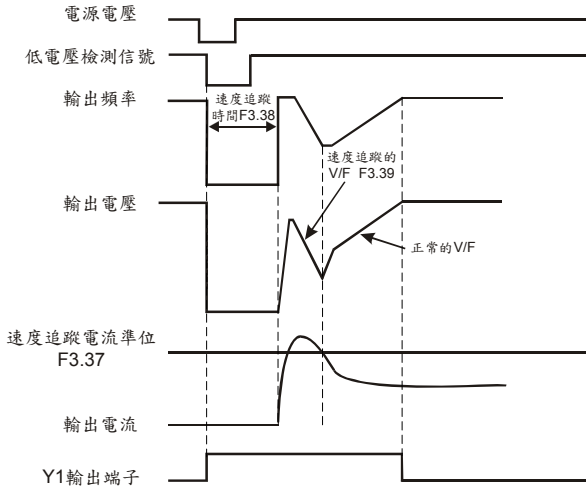 電源電壓
低電壓檢測信號
輸出頻率
速度追蹤
時間F3.38
速度追蹤的
V/F F3.39
輸出電壓
正常的V/F
速度追蹤電流準位
F3.37
輸出電流
Y1輸出端子